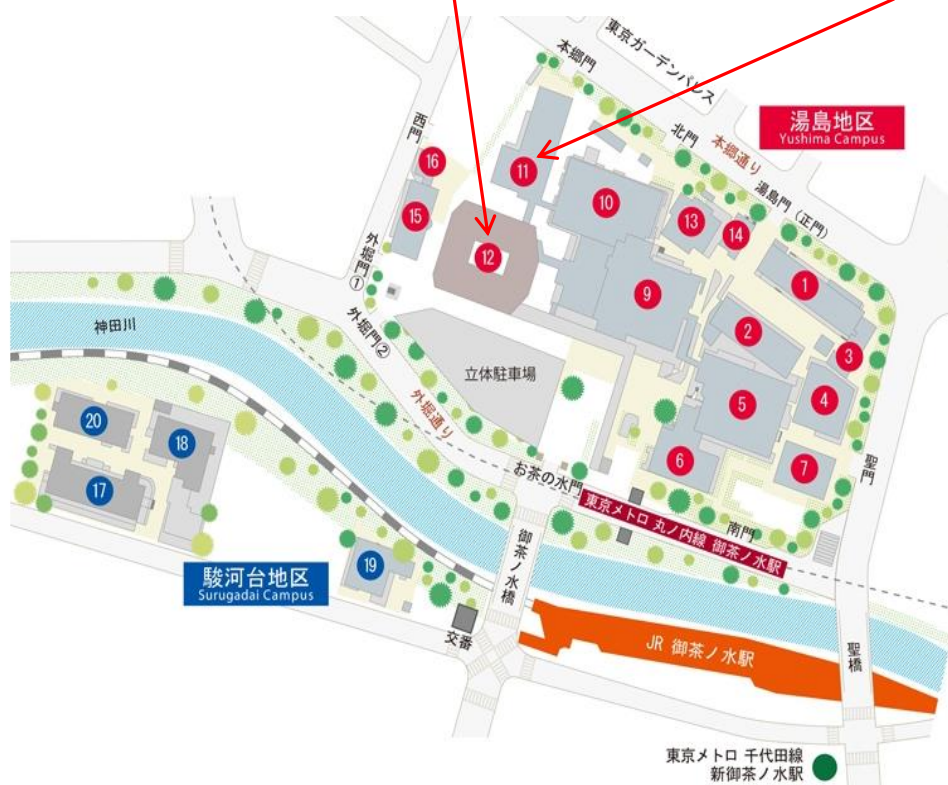 東京ガーデンパレス
本郷門
湯島地区
Yushima Campus
北門
本郷通り
西門
湯島門（正門）
16
11
15
10
13
14
12
外堀門①
外堀門②
9
1
2
3
神田川
立体駐車場
外堀通り
5
4
20
18
17
6
7
聖門
お茶の水門
東京メトロ 丸ノ内線 御茶ノ水駅
南門
19
駿河台地区
Surugadai Campus
御茶ノ水橋
交番
JR 御茶ノ水駅
聖橋
東京メトロ 千代田線
新御茶ノ水駅